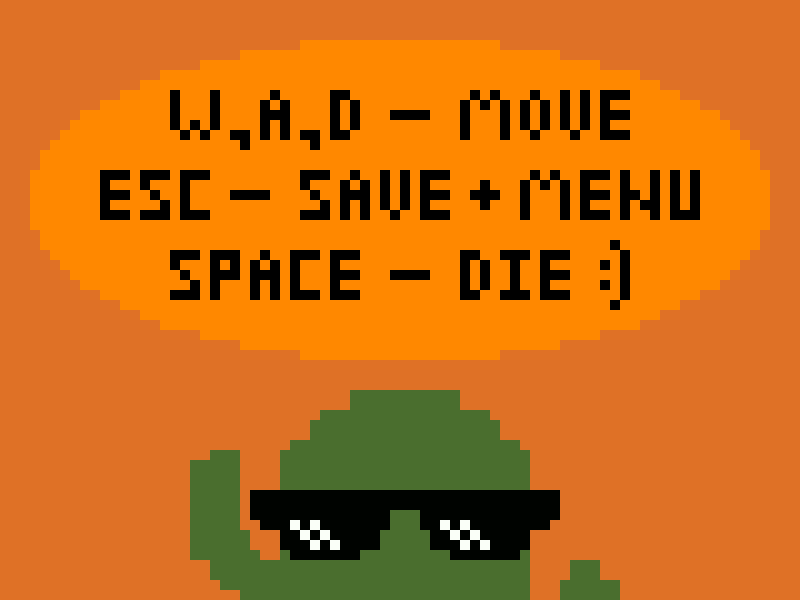 W,A,D - MOVE
ESC - SAVE + MENU
SPACE - DIE :)